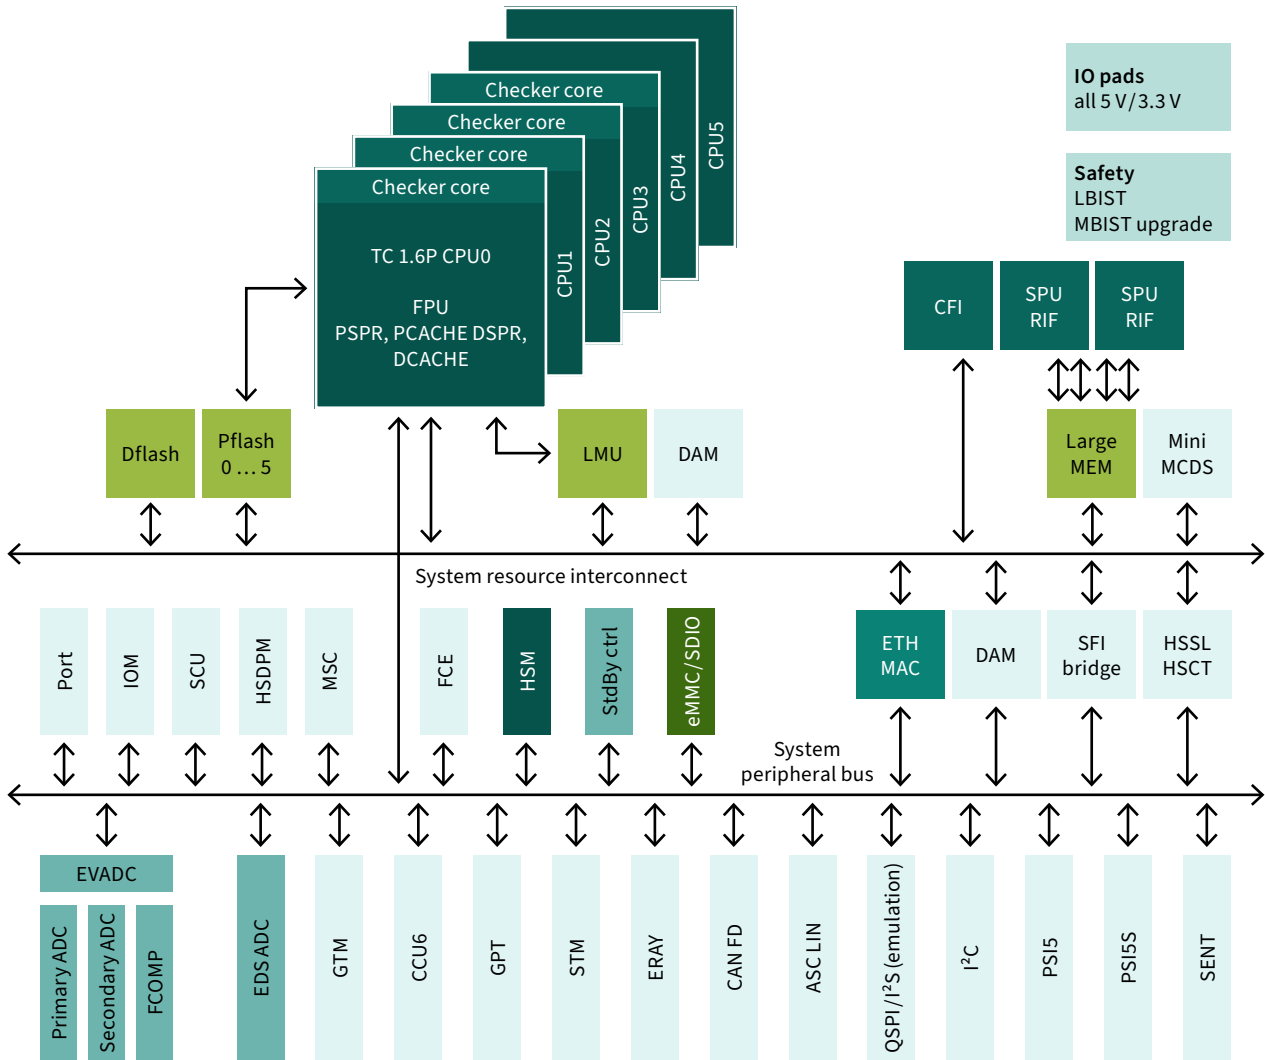 IO pads
all 5 V/3.3 V
Safety
LBIST
MBIST upgrade
CPU5
CPU4
Checker core
CPU3
Checker core
CPU2
Checker core
CPU1
Checker core
TC 1.6P CPU0
FPU
PSPR, PCACHE DSPR,
DCACHE
CFI
SPU
RIF
SPU
RIF
Dflash
Pflash
0 ... 5
LMU
DAM
Large
MEM
Mini
MCDS
System resource interconnect
Port
IOM
SCU
HSDPM
MSC
FCE
HSM
StdBy ctrl
eMMC/SDIO
ETH
MAC
DAM
SFI
bridge
HSSL
HSCT
System
peripheral bus
EVADC
Primary ADC
Secondary ADC
FCOMP
EDS ADC
GTM
CCU6
GPT
STM
ERAY
CAN FD
ASC LIN
QSPI/I²S (emulation)
I²C
PSI5
PSI5S
SENT